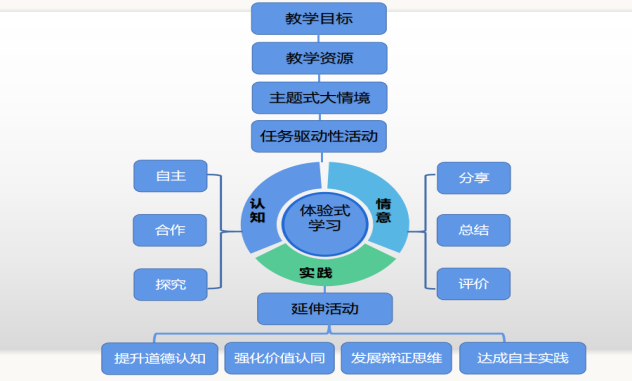 教学目标
教学资源
主题式大情境
任务驱动性活动
自主
合作
探究
认
知
体验式
学习
情
意
实践
分享
总结
评价
延伸活动
提升道德认知
强化价值认同
发展辩证思维
达成自主实践